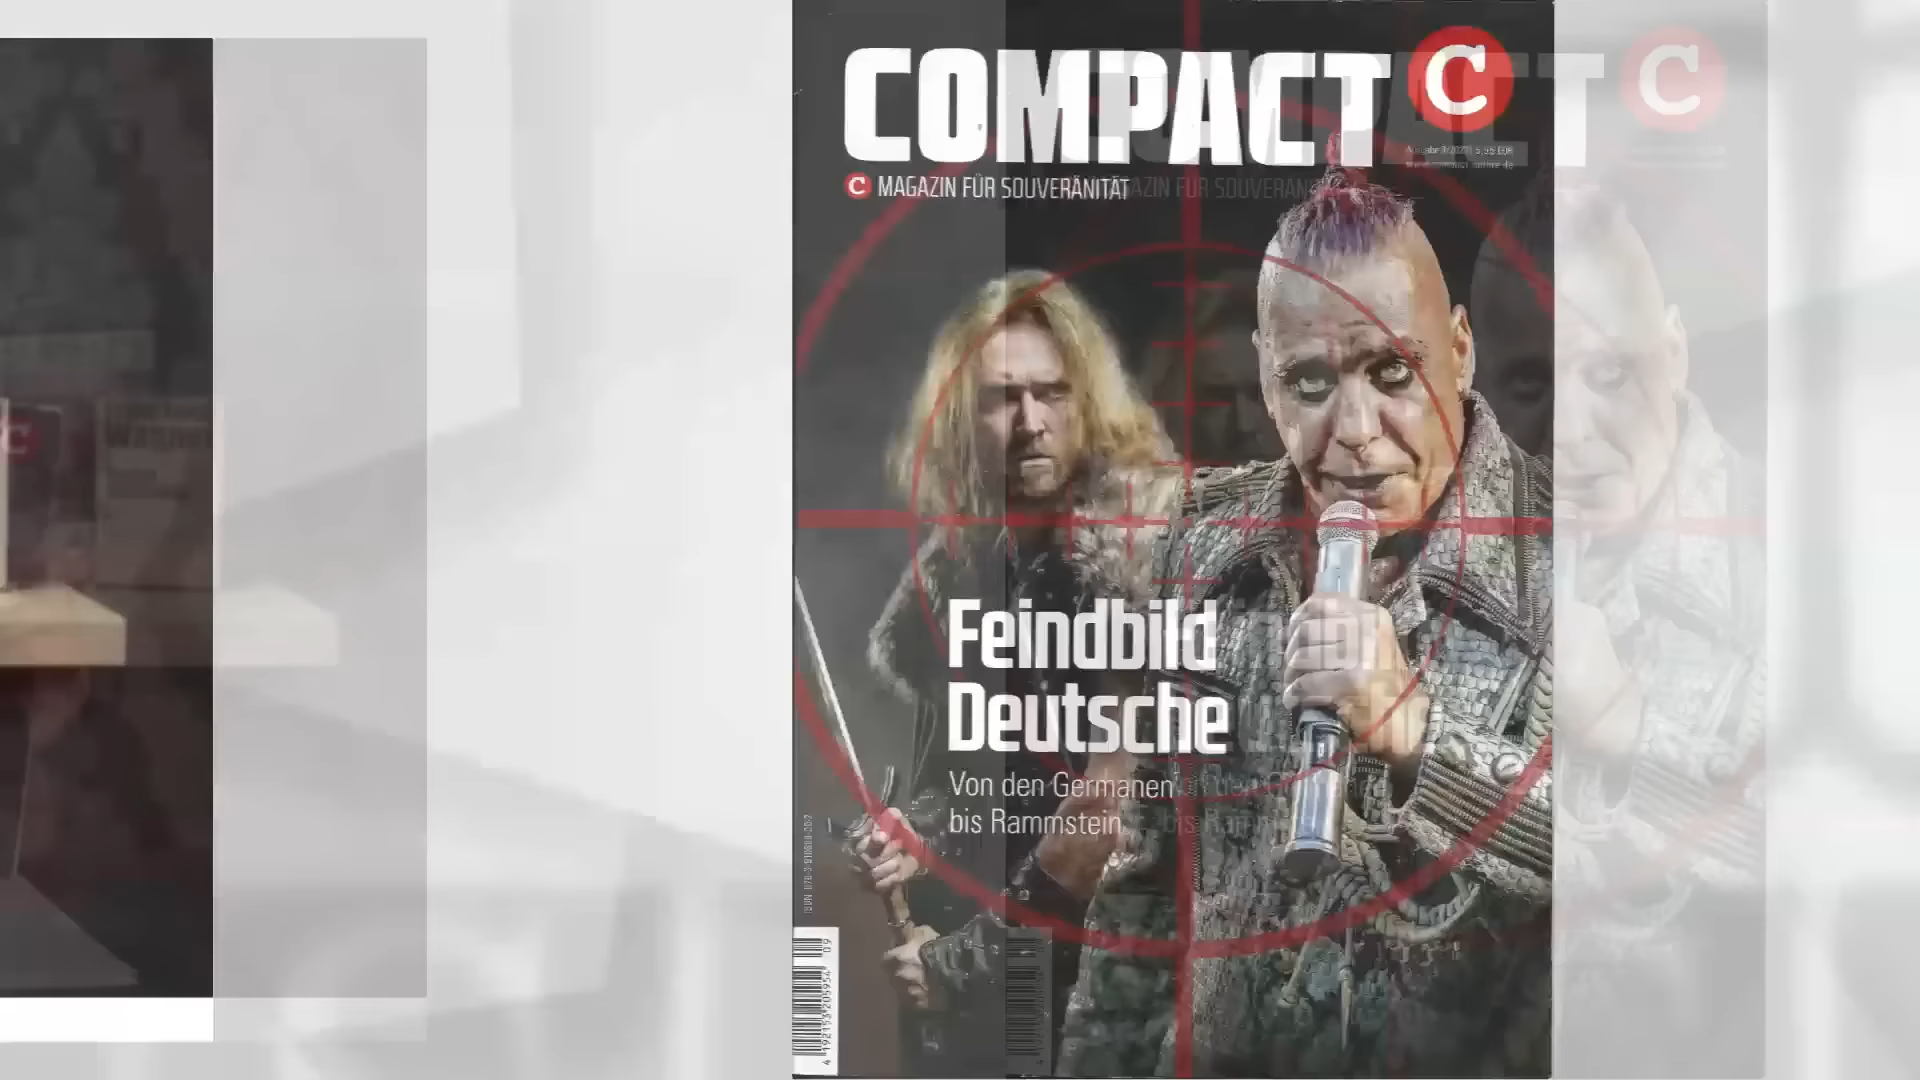 COMPACT C
C MAGAZIN FÜR SOUVERÄNITÄT
Feindbild
Deutsche
Von den Germanen
bis Rammstein